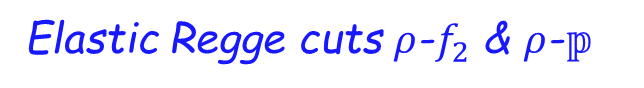 Elastic Regge cuts ρ-f₂ & ρ-ℙ